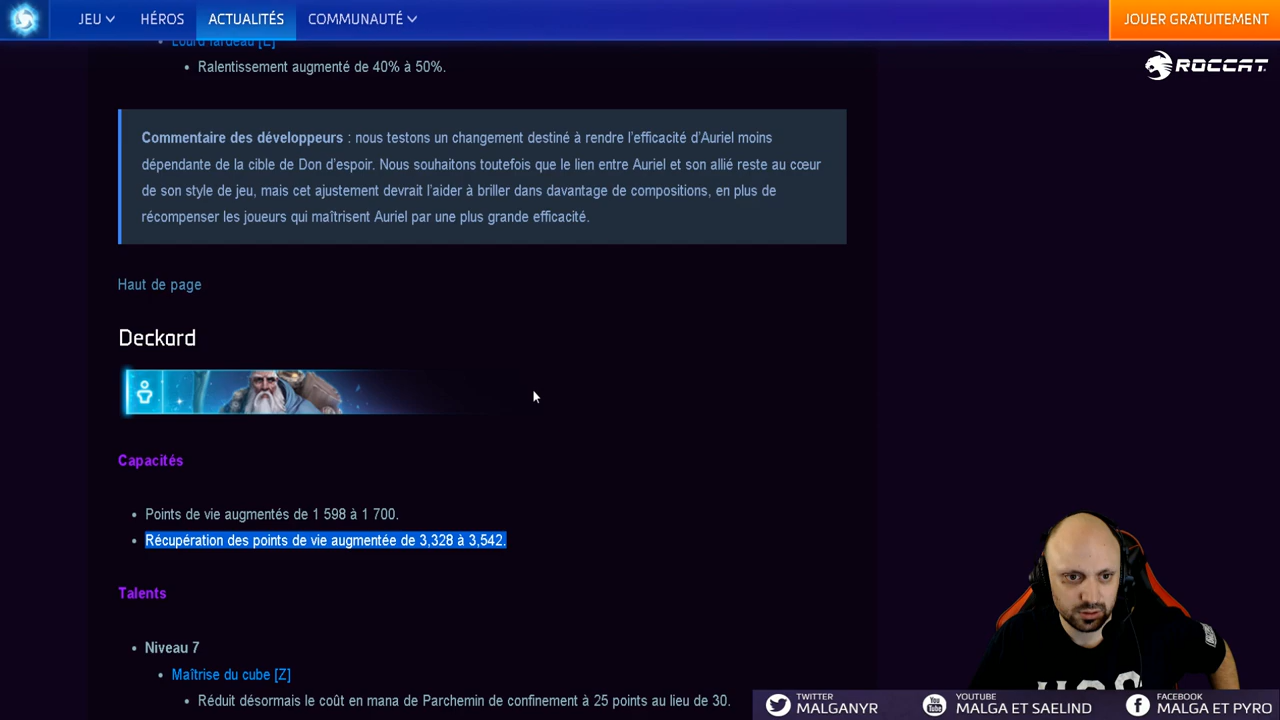 JEU HÉROS ACTUALITÉS COMMUNAUTÉ JOUER GRATUITEMENT
Lourd fardeau [E]
Ralentissement augmenté de 40% à 50%.
ROCCAT
Commentaire des développeurs : nous testons un changement destiné à rendre l’efficacité d’Auriel moins
dépendante de la cible de Don d’espoir. Nous souhaitons toutefois que le lien entre Auriel et son allié reste au cœur
de son style de jeu, mais cet ajustement devrait l’aider à briller dans davantage de compositions, en plus de
récompenser les joueurs qui maîtrisent Auriel par une plus grande efficacité.
Haut de page
Deckard
Capacités
Points de vie augmentés de 1 598 à 1 700.
Récupération des points de vie augmentée de 3,328 à 3,542.
Talents
Niveau 7
Maîtrise du cube [Z]
Réduit désormais le coût en mana de Parchemin de confinement à 25 points au lieu de 30.
TWITTER
MALGANYR
YOUTUBE
MALGA ET SAELIND
FACEBOOK
MALGA ET PYRO